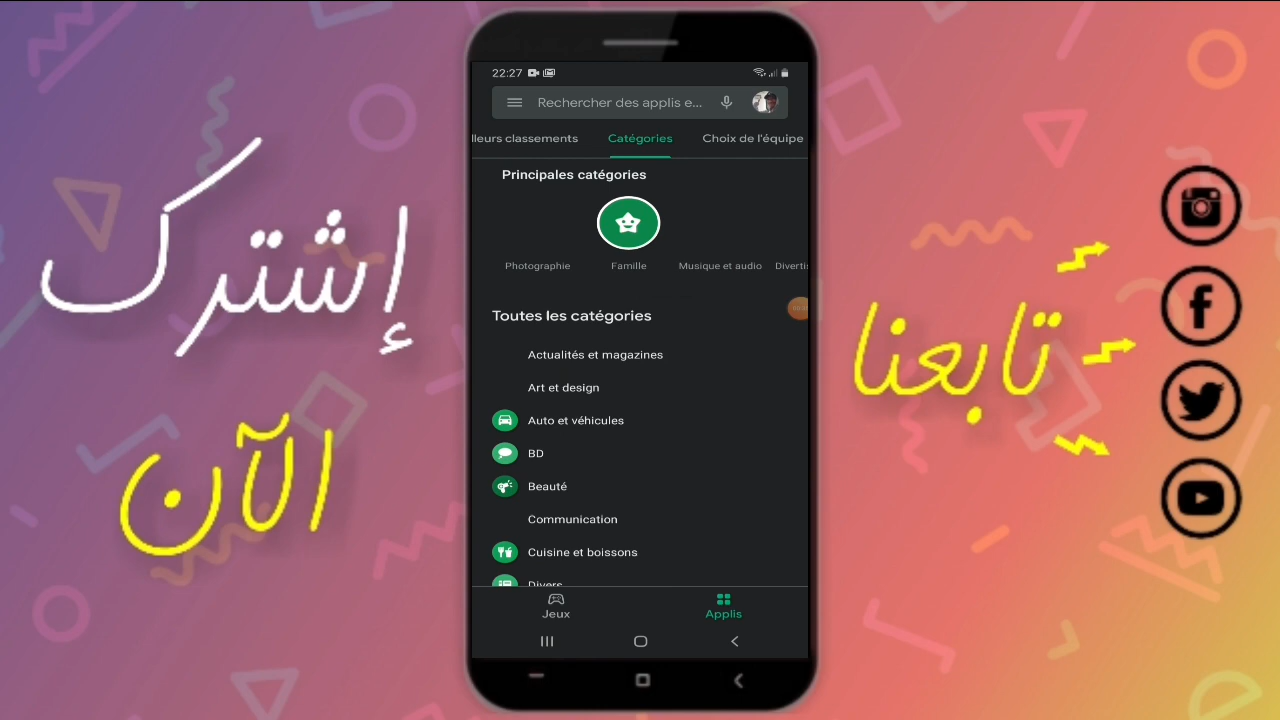 إشترك
الآن
22:27
Rechercher des applis e...
lleurs classements
Catégories
Choix de l'équipe
Principales catégories
Photographie
Famille
Musique et audio
Diverti
Toutes les catégories
Actualités et magazines
Art et design
Auto et véhicules
BD
Beauté
Communication
Cuisine et boissons
Divers
Jeux
Applis
تابعنا